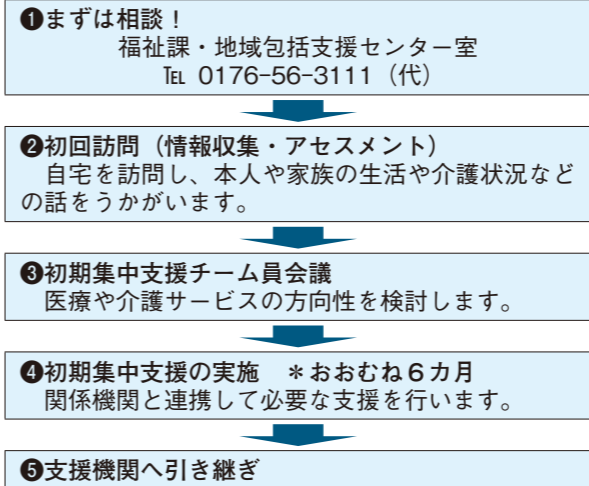 ❶まずは相談！
福祉課・地域包括支援センター室
℡ 0176-56-3111（代）
❷初回訪問（情報収集・アセスメント）
自宅を訪問し、本人や家族の生活や介護状況など
の話をうかがいます。
❸初期集中支援チーム員会議
医療や介護サービスの方向性を検討します。
❹初期集中支援の実施　＊おおむね６カ月
関係機関と連携して必要な支援を行います。
❺支援機関へ引き継ぎ